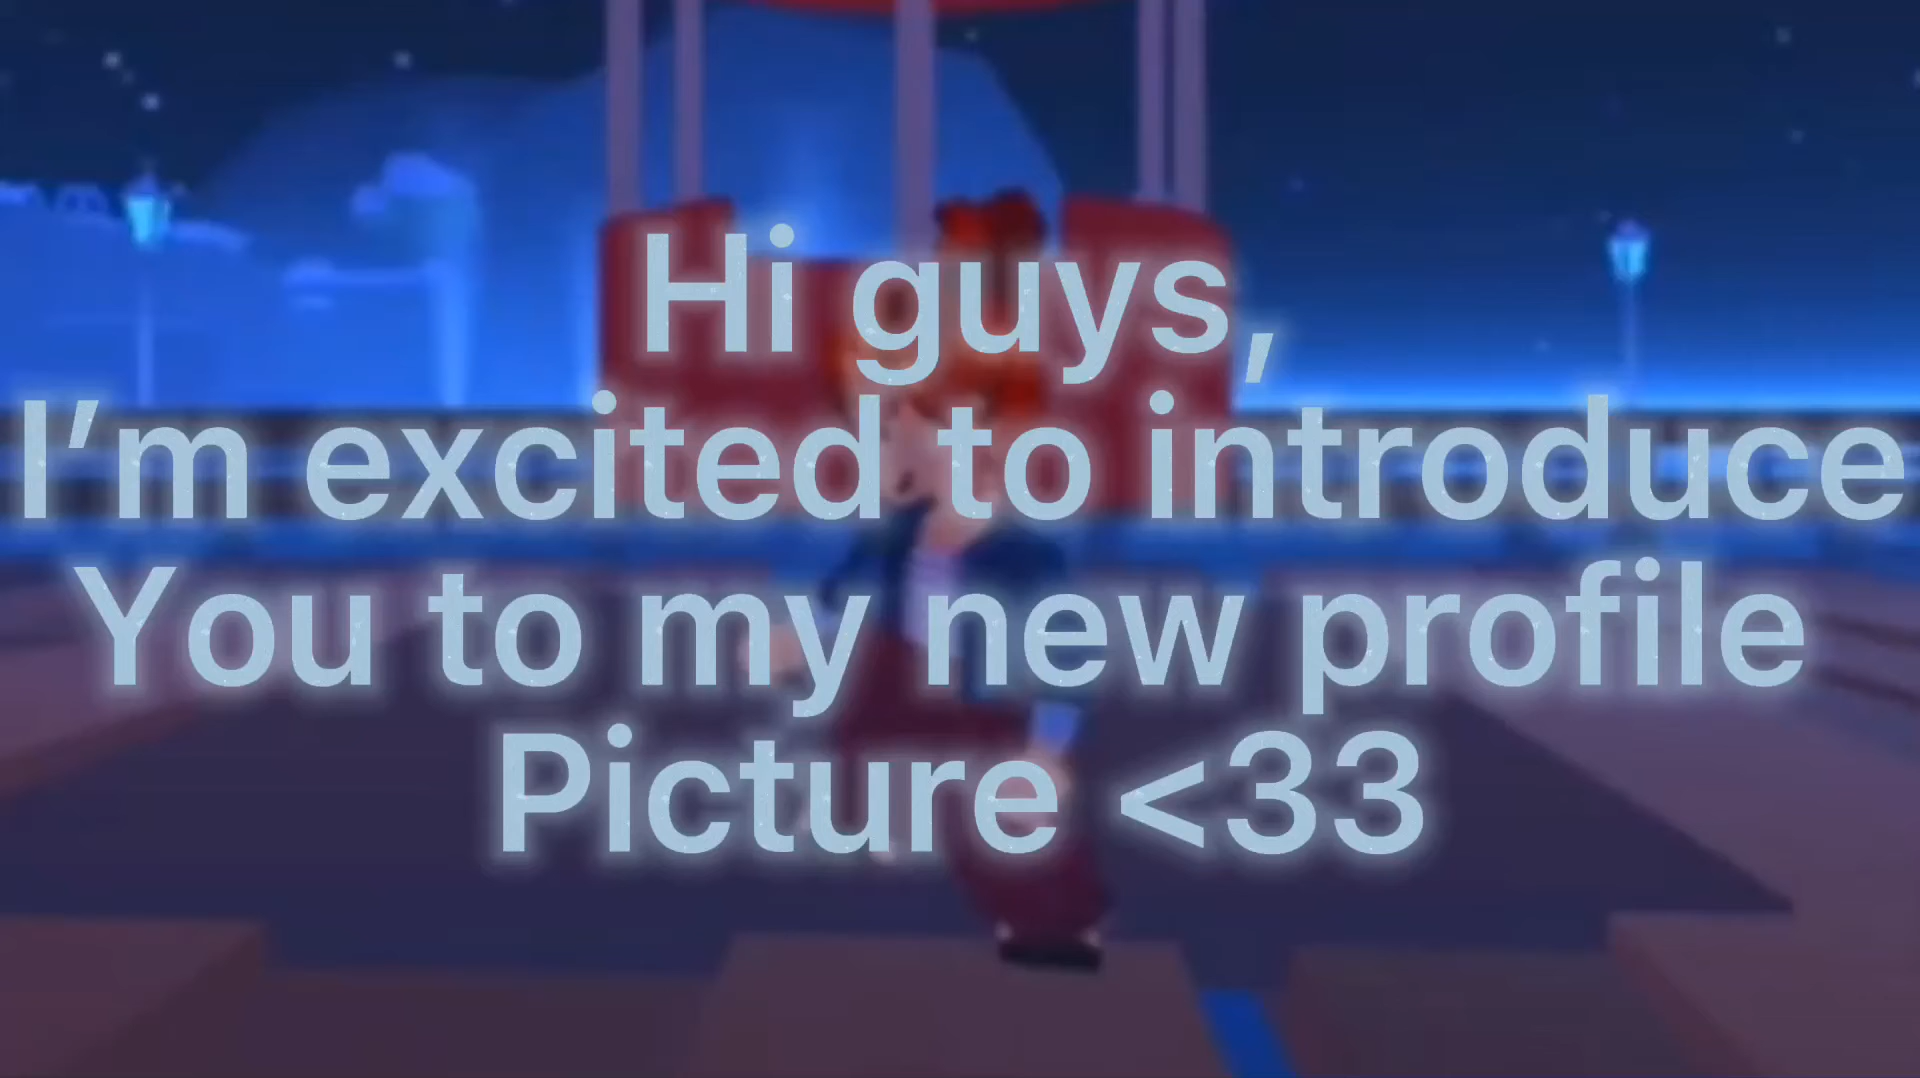 Hi guys,
I’m excited to introduce
You to my new profile
Picture <33